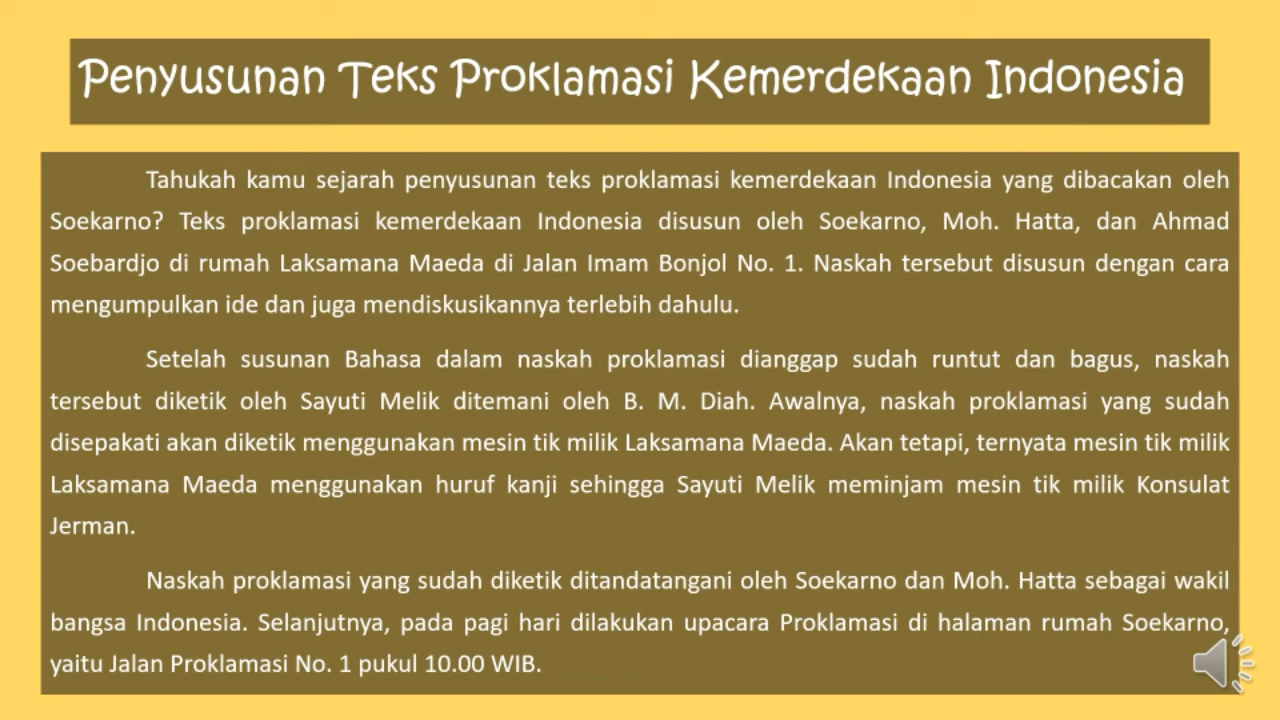 Penyusunan Teks Proklamasi Kemerdekaan Indonesia
Tahukah kamu sejarah penyusunan teks proklamasi kemerdekaan Indonesia yang dibacakan oleh
Soekarno? Teks proklamasi kemerdekaan Indonesia disusun oleh Soekarno, Moh. Hatta, dan Ahmad
Soebardjo di rumah Laksamana Maeda di Jalan Imam Bonjol No. 1. Naskah tersebut disusun dengan cara
mengumpulkan ide dan juga mendiskusikannya terlebih dahulu.
Setelah susunan Bahasa dalam naskah proklamasi dianggap sudah runtut dan bagus, naskah
tersebut diketik oleh Sayuti Melik ditemani oleh B. M. Diah. Awalnya, naskah proklamasi yang sudah
disepakati akan diketik menggunakan mesin tik milik Laksamana Maeda. Akan tetapi, ternyata mesin tik milik
Laksamana Maeda menggunakan huruf kanji sehingga Sayuti Melik meminjam mesin tik milik Konsulat
Jerman.
Naskah proklamasi yang sudah diketik ditandatangani oleh Soekarno dan Moh. Hatta sebagai wakil
bangsa Indonesia. Selanjutnya, pada pagi hari dilakukan upacara Proklamasi di halaman rumah Soekarno,
yaitu Jalan Proklamasi No. 1 pukul 10.00 WIB.